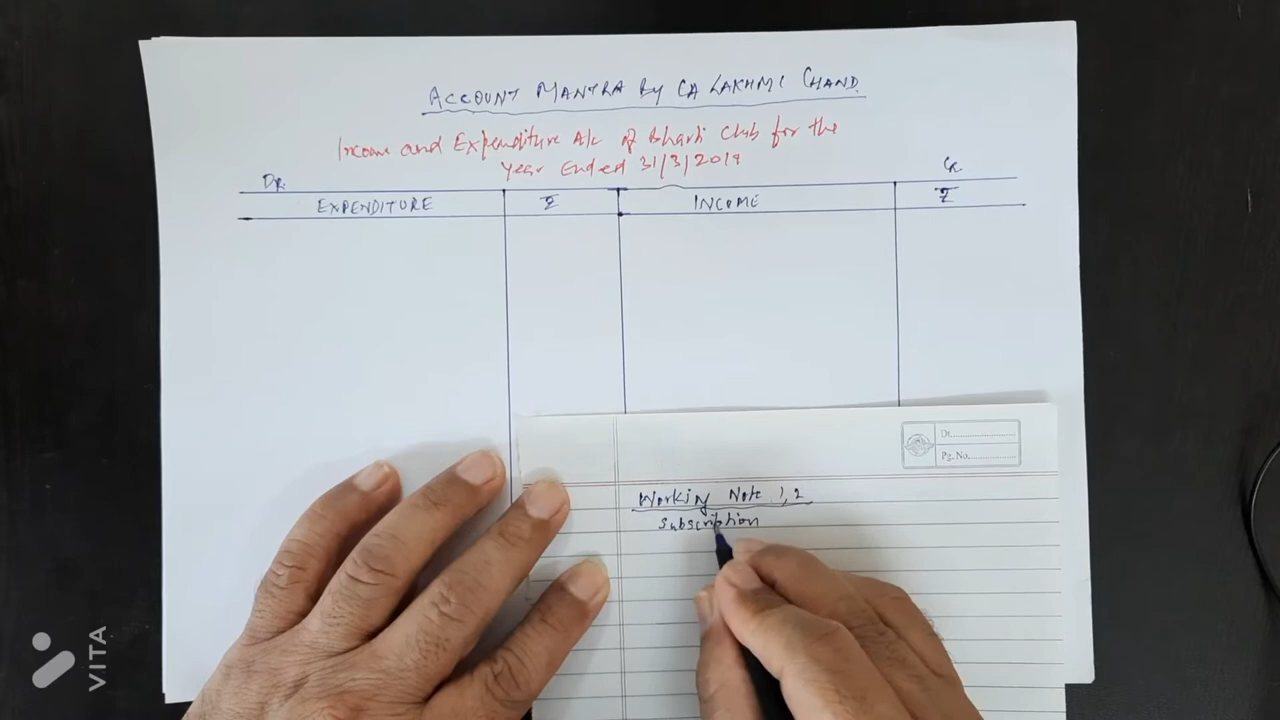 ACCOUNT MANTRA By CA LAKHMI CHAND.
Income and Expenditure A/c of Bharti Club for the
Year Ended 31/3/2019
Dr. Cr.
EXPENDITURE ₹ INCOME ₹
Dt.
Pg. No.
Working Note 1, 2
Subscription
VITA